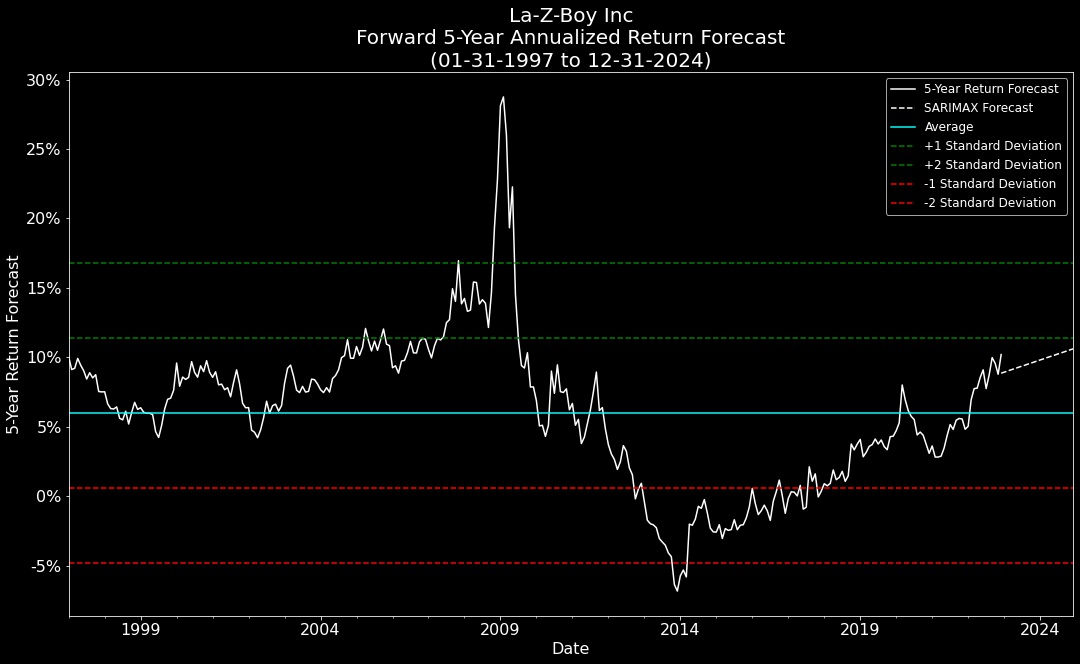 La-Z-Boy Inc
Forward 5-Year Annualized Return Forecast
(01-31-1997 to 12-31-2024)
30%
25%
20%
15%
10%
5%
0%
-5%
5-Year Return Forecast
5-Year Return Forecast
SARIMAX Forecast
Average
+1 Standard Deviation
+2 Standard Deviation
-1 Standard Deviation
-2 Standard Deviation
1999 2004 2009 2014 2019 2024
Date